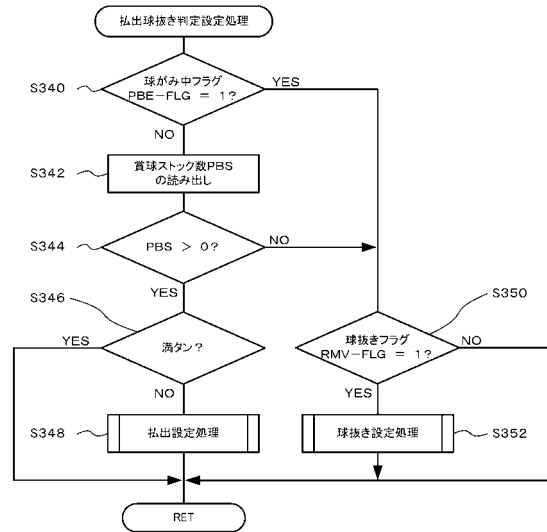 払出球抜き判定設定処理
S340
球がみ中フラグ
PBE−FLG = 1?
YES
NO
S342
賞球ストック数PBS
の読み出し
S344
PBS > 0?
NO
YES
S346
S350
YES
満タン?
球抜きフラグ
RMV−FLG = 1?
NO
NO
YES
S348
払出設定処理
球抜き設定処理
S352
RET